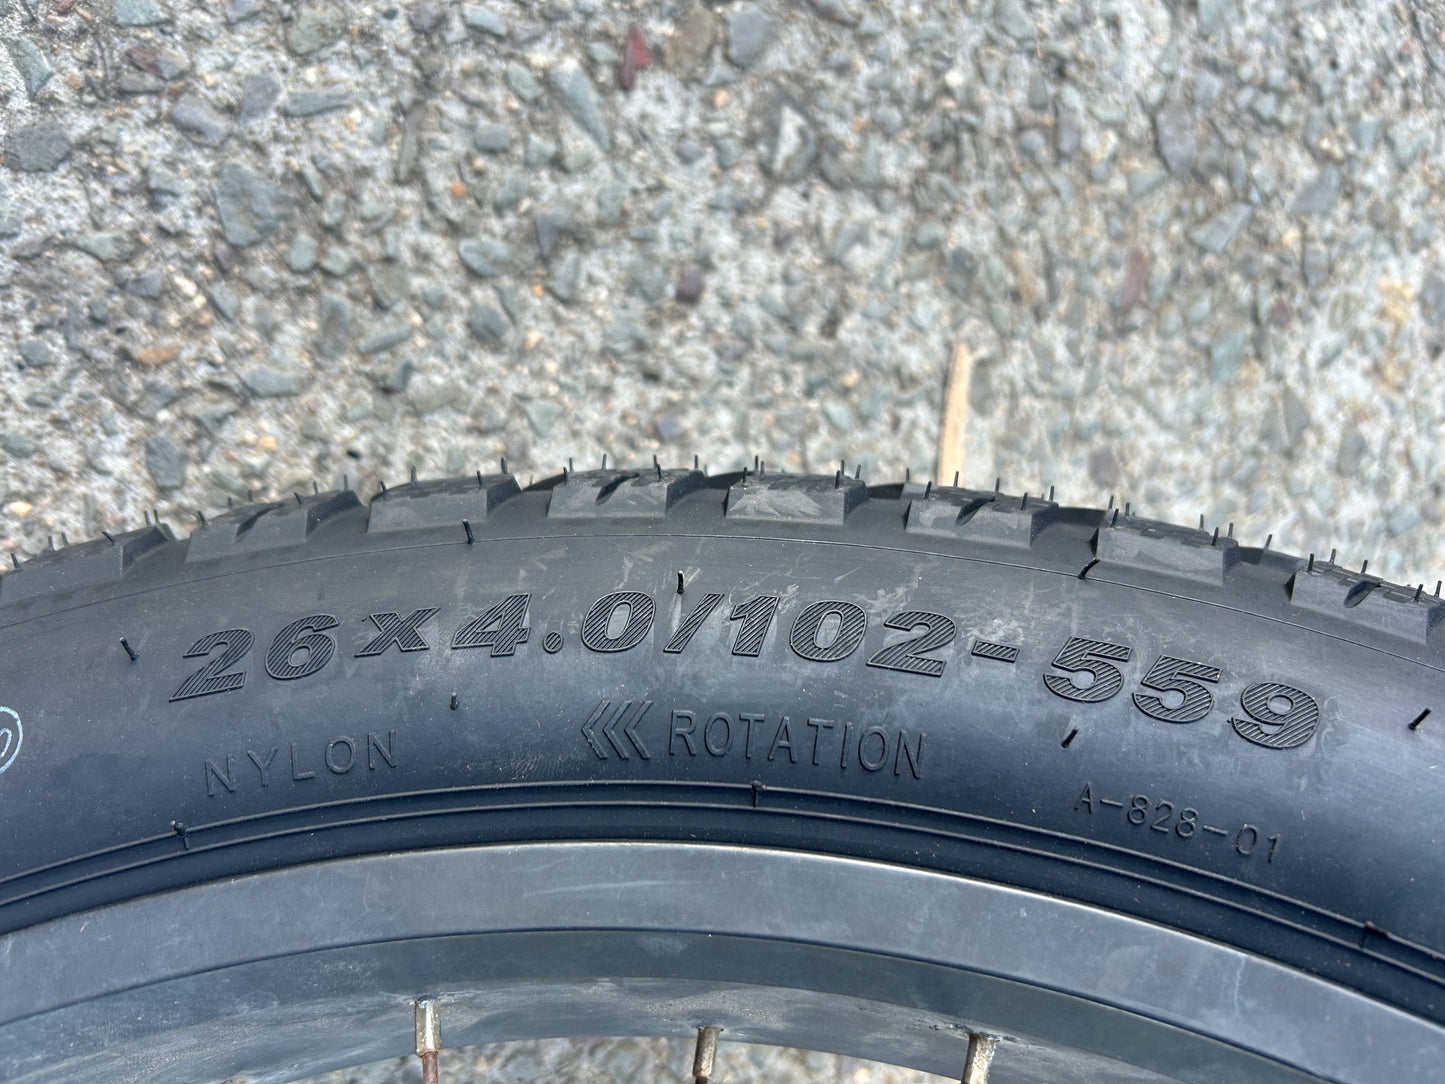 26x4.0/102-559
NYLON
ROTATION
A-828-01